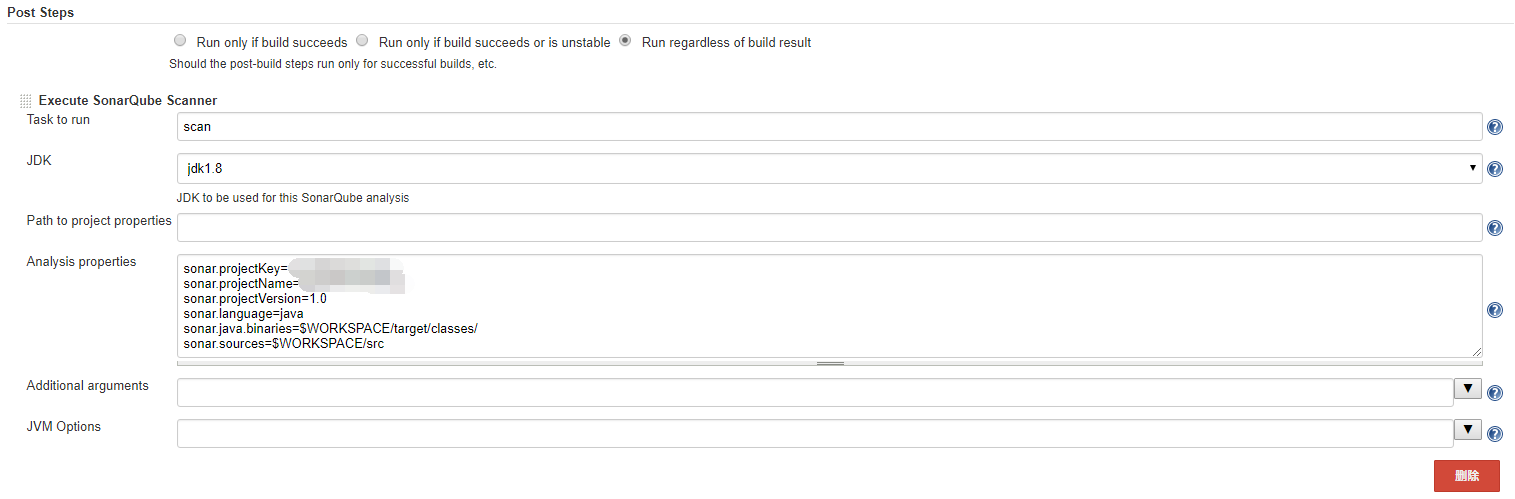 Post Steps
Run only if build succeeds Run only if build succeeds or is unstable Run regardless of build result
Should the post-build steps run only for successful builds, etc.
Execute SonarQube Scanner
Task to run
scan
JDK
jdk1.8
JDK to be used for this SonarQube analysis
Path to project properties
Analysis properties
sonar.projectKey=
sonar.projectName=
sonar.projectVersion=1.0
sonar.language=java
sonar.java.binaries=$WORKSPACE/target/classes/
sonar.sources=$WORKSPACE/src
Additional arguments
JVM Options
删除